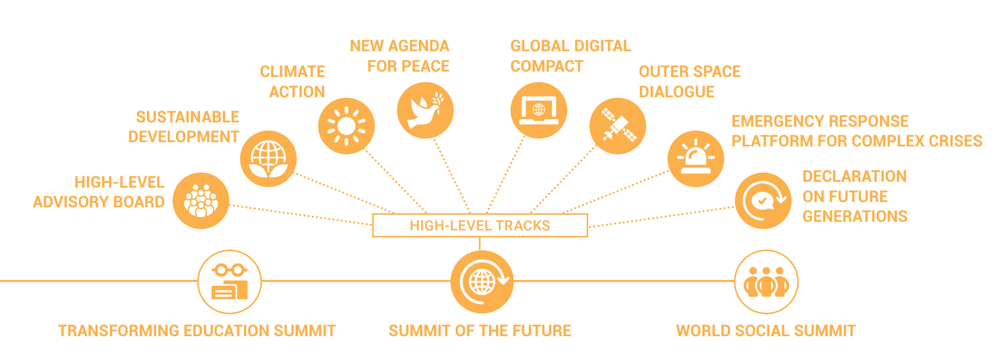 NEW AGENDA
FOR PEACE
GLOBAL DIGITAL
COMPACT
CLIMATE
ACTION
OUTER SPACE
DIALOGUE
SUSTAINABLE
DEVELOPMENT
EMERGENCY RESPONSE
PLATFORM FOR COMPLEX CRISES
HIGH-LEVEL
ADVISORY BOARD
DECLARATION
ON FUTURE
GENERATIONS
HIGH-LEVEL TRACKS
TRANSFORMING EDUCATION SUMMIT
SUMMIT OF THE FUTURE
WORLD SOCIAL SUMMIT